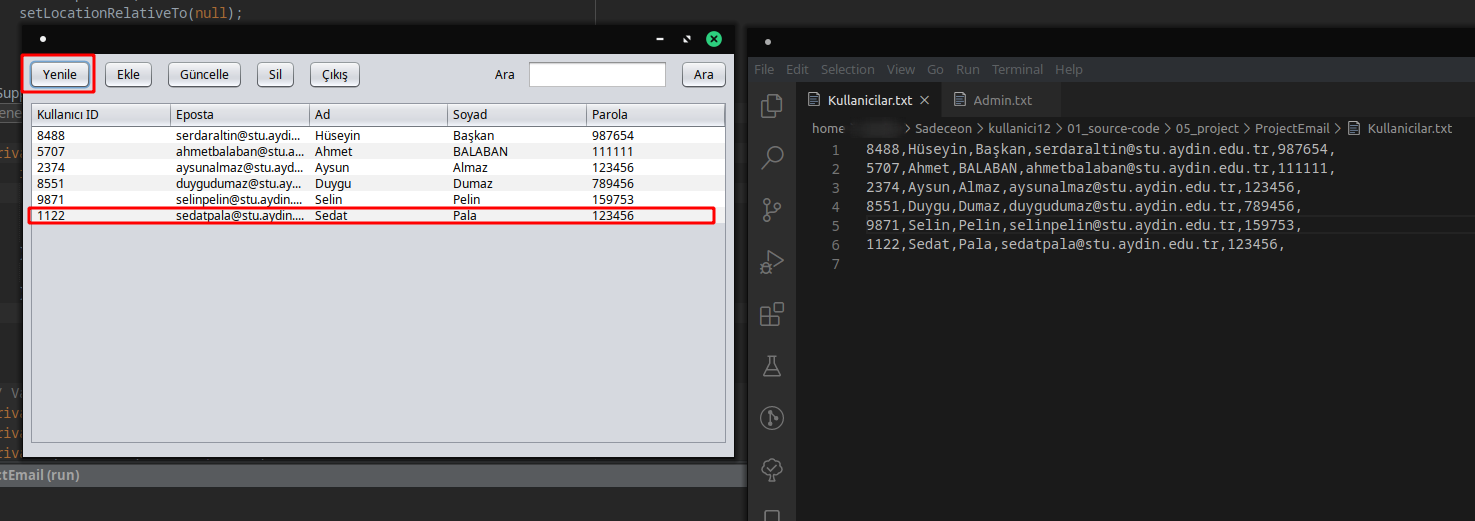 setLocationRelativeTo(null);
Yenile Ekle Güncelle Sil Çıkış Ara Ara
Kullanıcı ID Eposta Ad Soyad Parola
8488 serdaraltin@stu.aydi... Hüseyin Başkan 987654
5707 ahmetbalaban@stu.a... Ahmet BALABAN 111111
2374 aysunalmaz@stu.ay... Aysun Almaz 123456
8551 duygudumaz@stu.ay... Duygu Dumaz 789456
9871 selinpelin@stu.aydin.... Selin Pelin 159753
1122 sedatpala@stu.aydin.... Sedat Pala 123456
ctEmail (run)
File Edit Selection View Go Run Terminal Help
Kullanicilar.txt Admin.txt
home > Sadeceon > kullanici12 > 01_source-code > 05_project > ProjectEmail > Kullanicilar.txt
1 8488,Hüseyin,Başkan,serdaraltin@stu.aydin.edu.tr,987654,
2 5707,Ahmet,BALABAN,ahmetbalaban@stu.aydin.edu.tr,111111,
3 2374,Aysun,Almaz,aysunalmaz@stu.aydin.edu.tr,123456,
4 8551,Duygu,Dumaz,duygudumaz@stu.aydin.edu.tr,789456,
5 9871,Selin,Pelin,selinpelin@stu.aydin.edu.tr,159753,
6 1122,Sedat,Pala,sedatpala@stu.aydin.edu.tr,123456,
7